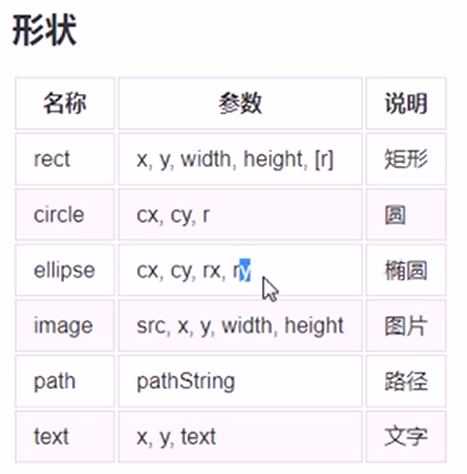 形状
名称 参数 说明
rect x, y, width, height, [r] 矩形
circle cx, cy, r 圆
ellipse cx, cy, rx, ry 椭圆
image src, x, y, width, height 图片
path pathString 路径
text x, y, text 文字